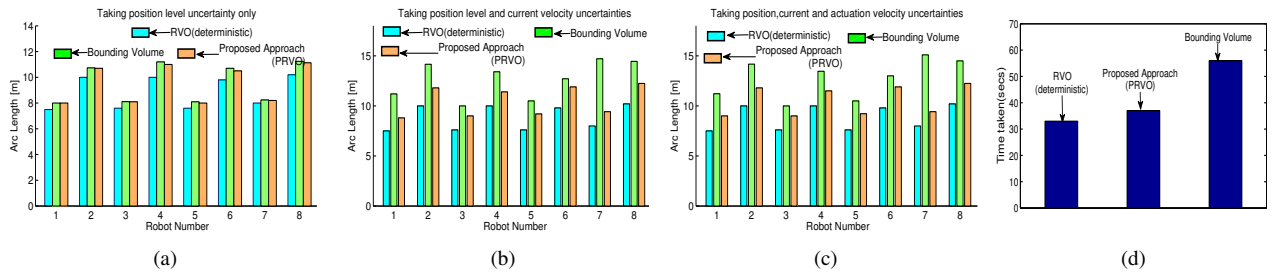 Taking position level uncertainty only
RVO(deterministic)
Bounding Volume
Proposed Approach
(PRVO)
Arc Length [m]
14
12
10
8
6
4
2
0
1 2 3 4 5 6 7 8
Robot Number
(a)
Taking position level and current velocity uncertainties
RVO(deterministic)
Bounding Volume
Proposed Approach
(PRVO)
Arc Length [m]
15
10
5
0
1 2 3 4 5 6 7 8
Robot Number
(b)
Taking position,current and actuation velocity uncertainties
RVO(deterministic)
Bounding Volume
Proposed Approach
(PRVO)
Arc Length [m]
15
10
5
0
1 2 3 4 5 6 7 8
Robot Number
(c)
Time taken(secs)
70
60
50
40
30
20
10
0
RVO
(deterministic)
Proposed Approach
(PRVO)
Bounding Volume
(d)